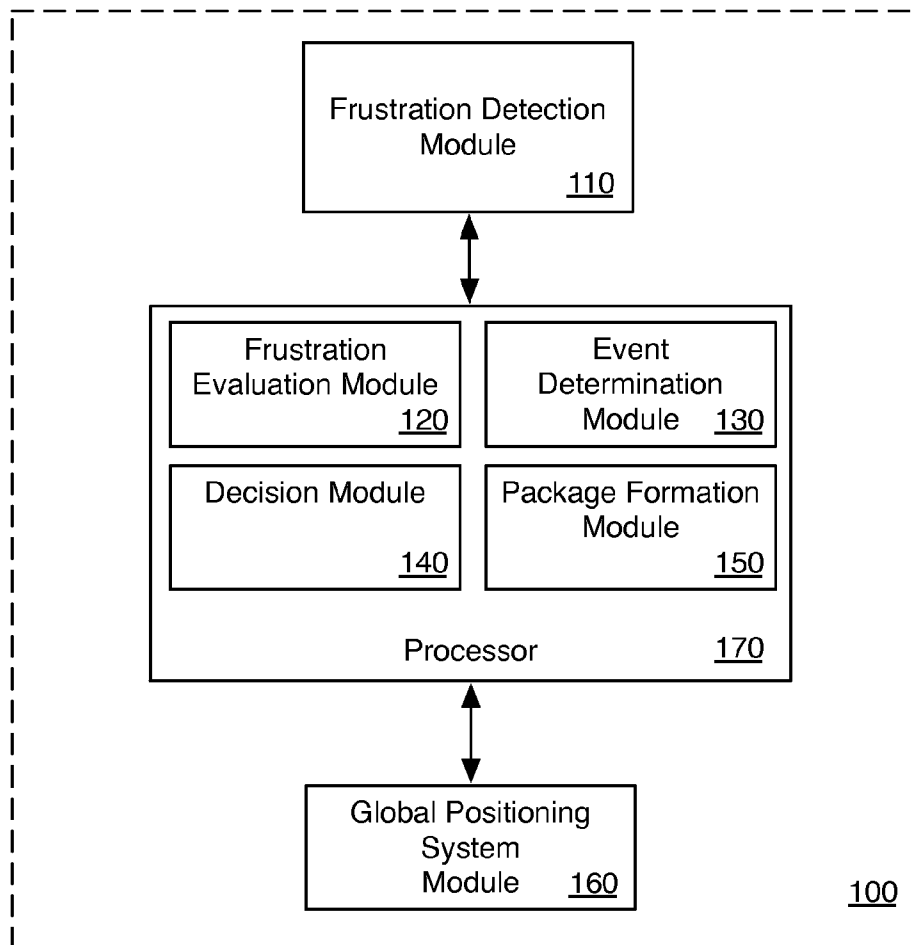 Frustration Detection
Module
110
Frustration
Evaluation Module
120
Event
Determination
Module
130
Decision Module
140
Package Formation
Module
150
Processor
170
Global Positioning
System
Module
160
100